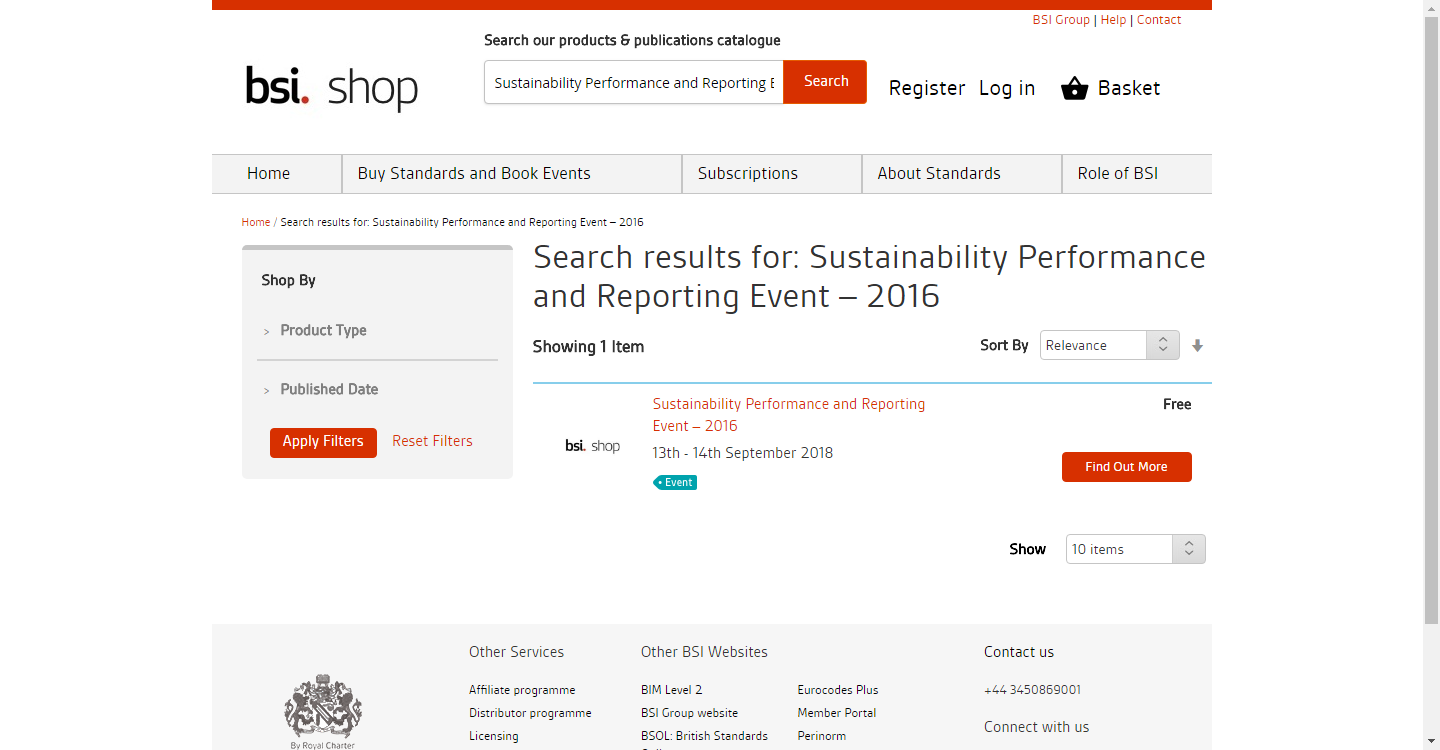 BSI Group | Help | Contact
Search our products & publications catalogue
bsi. shop
Sustainability Performance and Reporting E
Search
Register Log in Basket
Home
Buy Standards and Book Events
Subscriptions
About Standards
Role of BSI
Home / Search results for: Sustainability Performance and Reporting Event – 2016
Shop By
> Product Type
> Published Date
Apply Filters
Reset Filters
Search results for: Sustainability Performance
and Reporting Event – 2016
Showing 1 Item
Sort By
Relevance
bsi. shop
Sustainability Performance and Reporting
Event – 2016
13th - 14th September 2018
Event
Free
Find Out More
Show
10 items
By Royal Charter
Other Services
Affiliate programme
Distributor programme
Licensing
Other BSI Websites
BIM Level 2
BSI Group website
BSOL: British Standards
Eurocodes Plus
Member Portal
Perinorm
Contact us
+44 3450869001
Connect with us